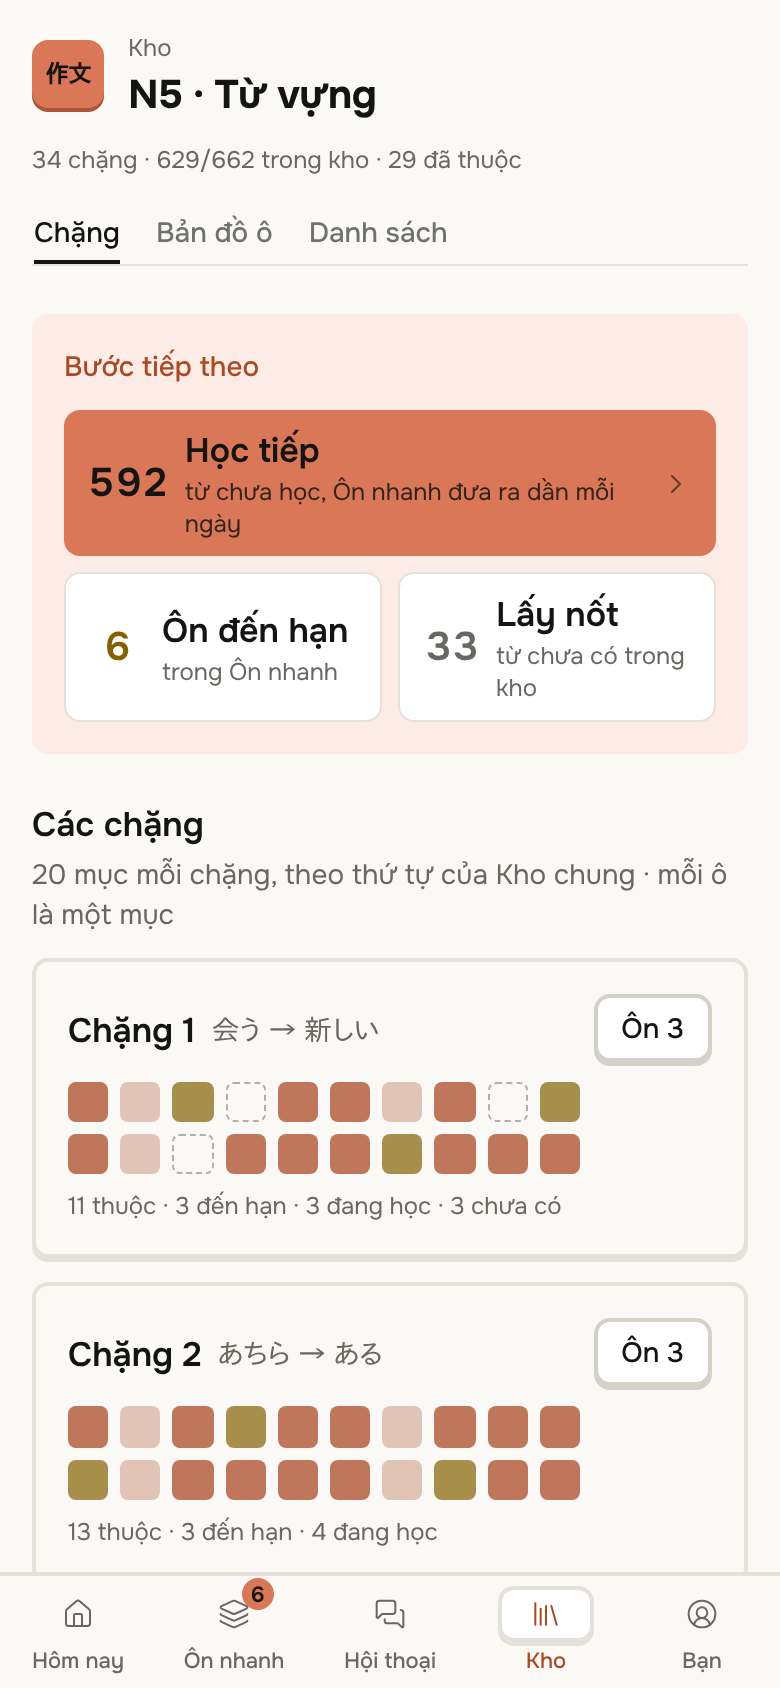 作文
Kho
N5 · Từ vựng
34 chặng · 629/662 trong kho · 29 đã thuộc
Chặng Bản đồ ô Danh sách
Bước tiếp theo
592
Học tiếp
từ chưa học, Ôn nhanh đưa ra dần mỗi
ngày
6
Ôn đến hạn
trong Ôn nhanh
33
Lấy nốt
từ chưa có trong
kho
Các chặng
20 mục mỗi chặng, theo thứ tự của Kho chung · mỗi ô
là một mục
Chặng 1 会う → 新しい Ôn 3
11 thuộc · 3 đến hạn · 3 đang học · 3 chưa có
Chặng 2 あちら → ある Ôn 3
13 thuộc · 3 đến hạn · 4 đang học
6
Hôm nay Ôn nhanh Hội thoại Kho Bạn